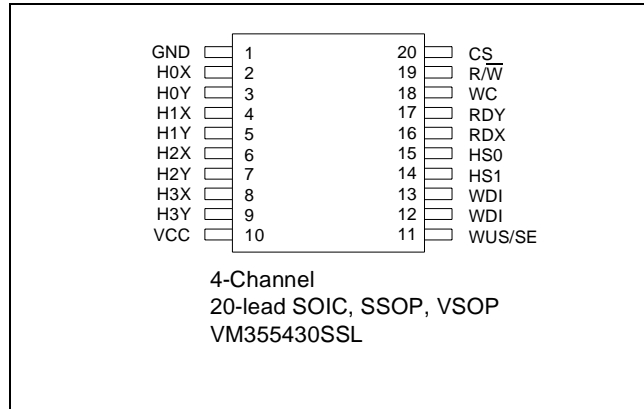 GND 1 20 CS
H0X 2 19 R/W̅
H0Y 3 18 WC
H1X 4 17 RDY
H1Y 5 16 RDX
H2X 6 15 HS0
H2Y 7 14 HS1
H3X 8 13 WDI
H3Y 9 12 WDI
VCC 10 11 WUS/SE
4-Channel
20-lead SOIC, SSOP, VSOP
VM355430SSL